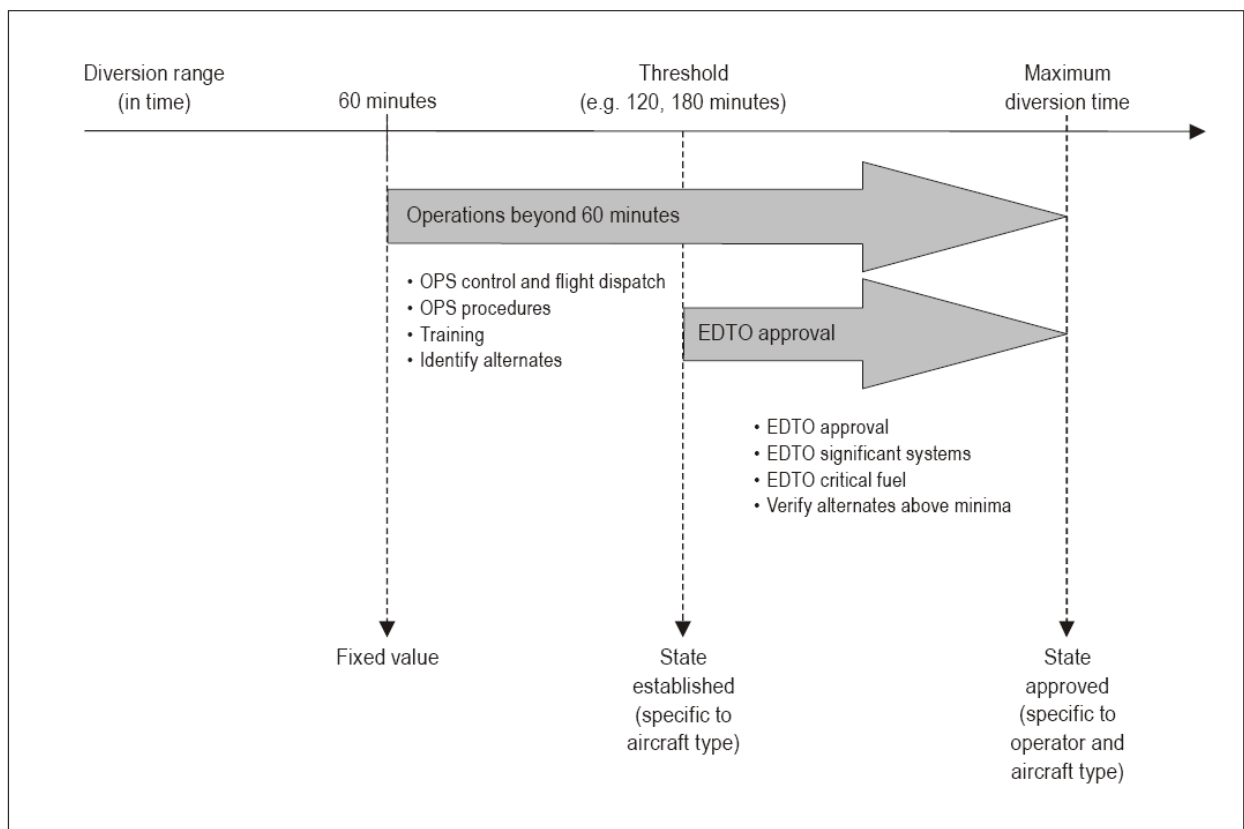 Diversion range
(in time)
60 minutes
Threshold
(e.g. 120, 180 minutes)
Maximum
diversion time
Operations beyond 60 minutes
• OPS control and flight dispatch
• OPS procedures
• Training
• Identify alternates
EDTO approval
• EDTO approval
• EDTO significant systems
• EDTO critical fuel
• Verify alternates above minima
Fixed value
State
established
(specific to
aircraft type)
State
approved
(specific to
operator and
aircraft type)